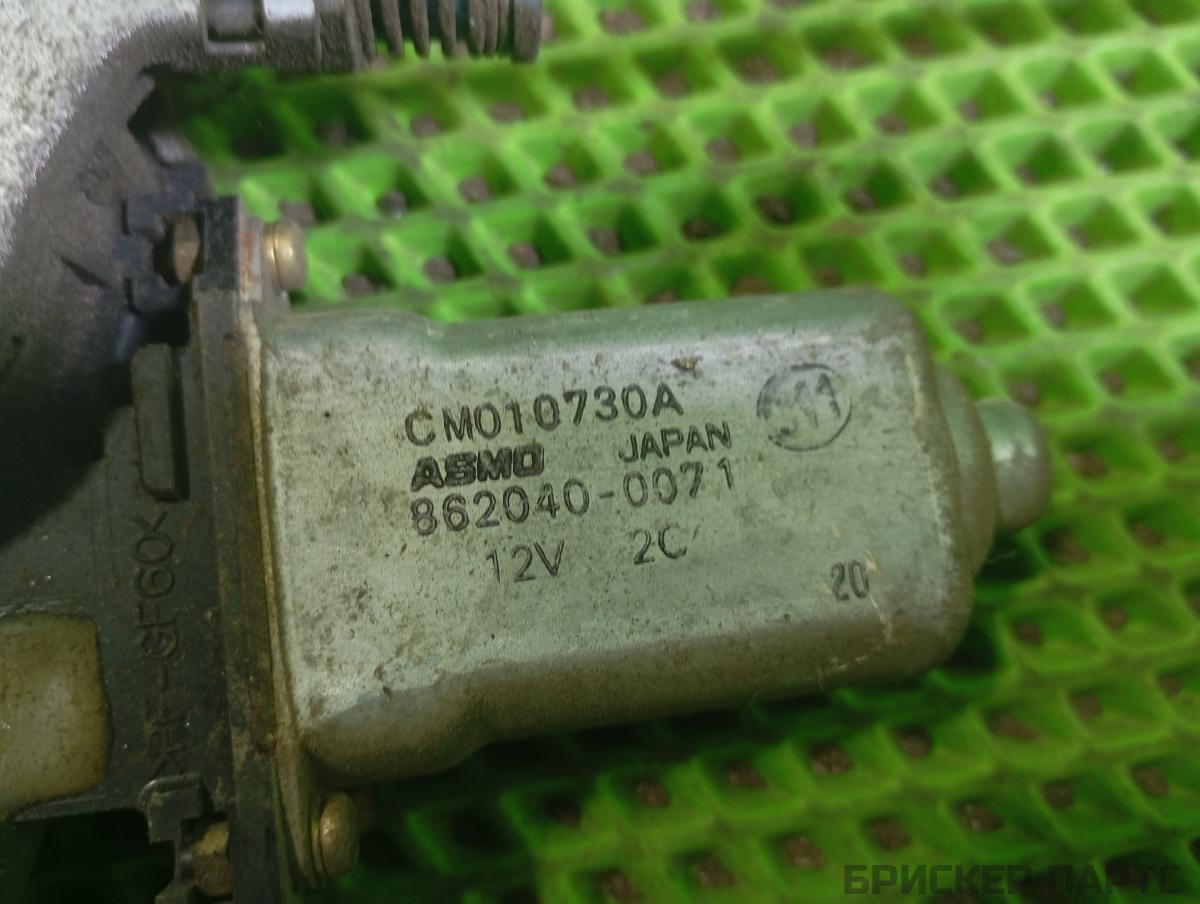 CM010730A
ASMO JAPAN
862040-0071
12V 2C
20
БРИСКЕР ПАРТС